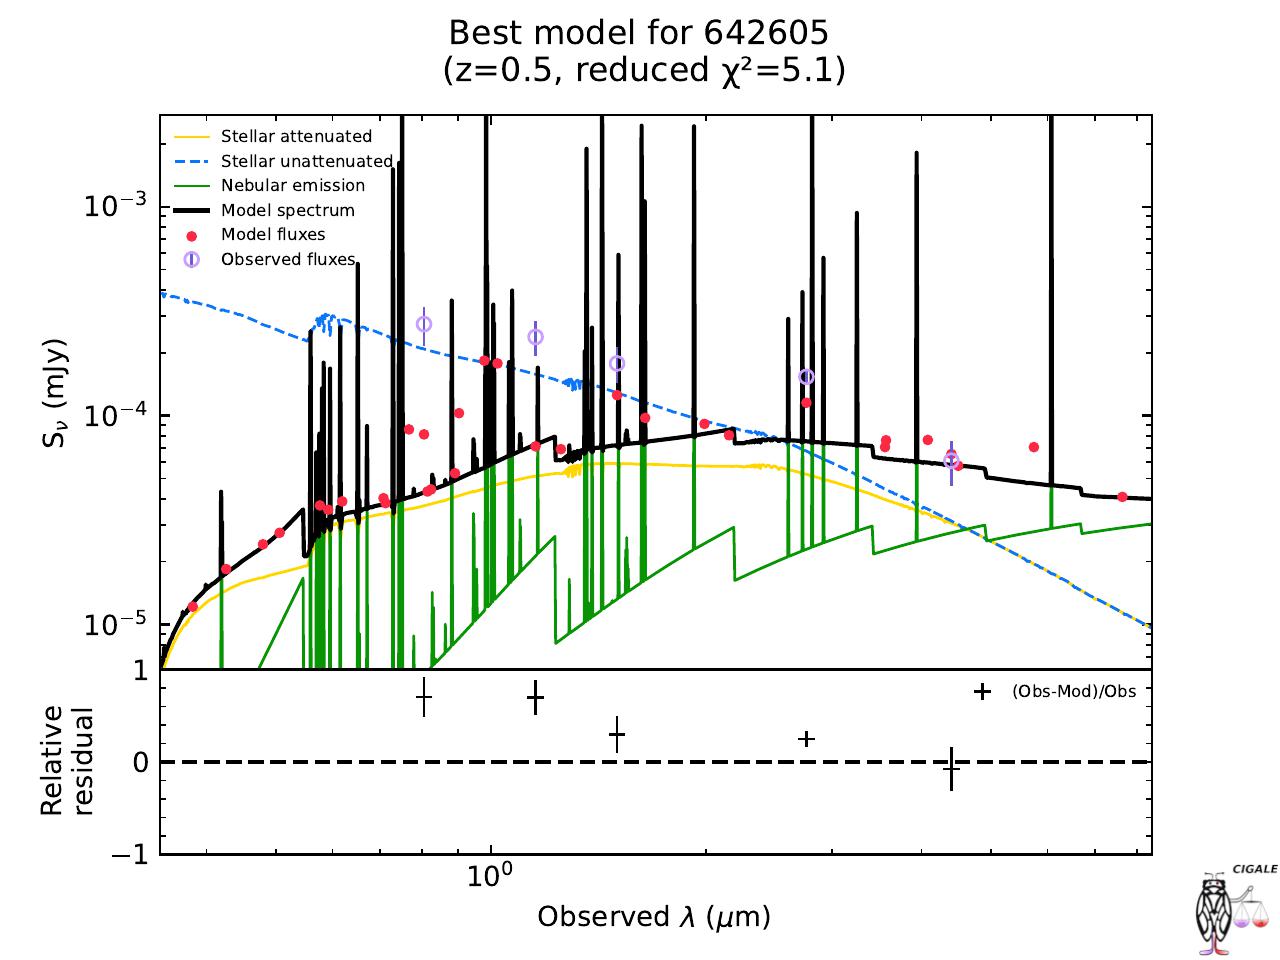 Best model for 642605
(z=0.5, reduced χ²=5.1)
Stellar attenuated
Stellar unattenuated
Nebular emission
Model spectrum
Model fluxes
Observed fluxes
10⁻³
10⁻⁴
10⁻⁵
Sᵥ (mJy)
1
0
−1
Relative
residual
(Obs-Mod)/Obs
10⁰
Observed λ (μm)
CIGALE